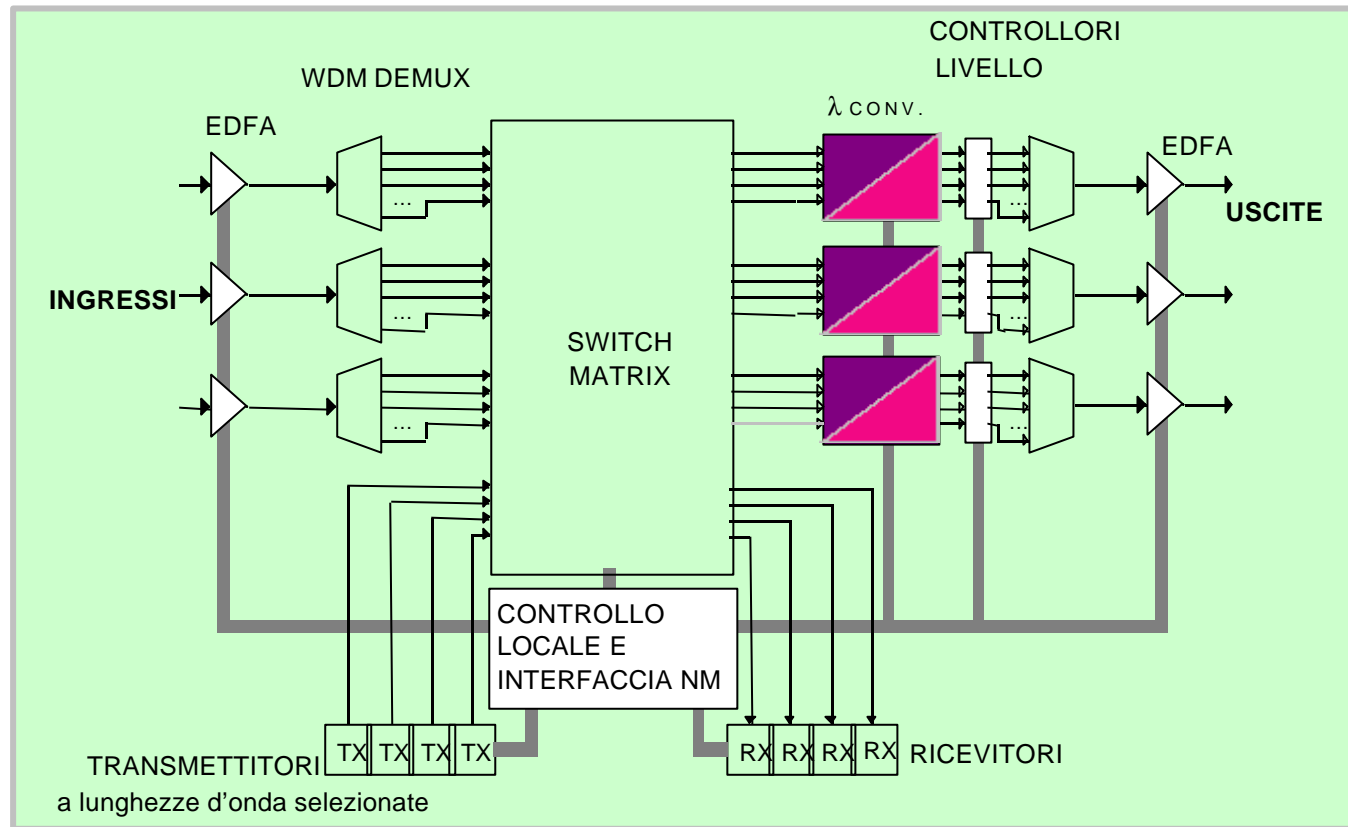 CONTROLLORI
LIVELLO
WDM DEMUX
λ CONV.
EDFA
EDFA
...
...
USCITE
INGRESSI
...
...
SWITCH
MATRIX
...
...
CONTROLLO
LOCALE E
INTERFACCIA NM
TX TX TX TX
RX RX RX RX
RICEVITORI
TRANSMETTITORI
a lunghezze d'onda selezionate